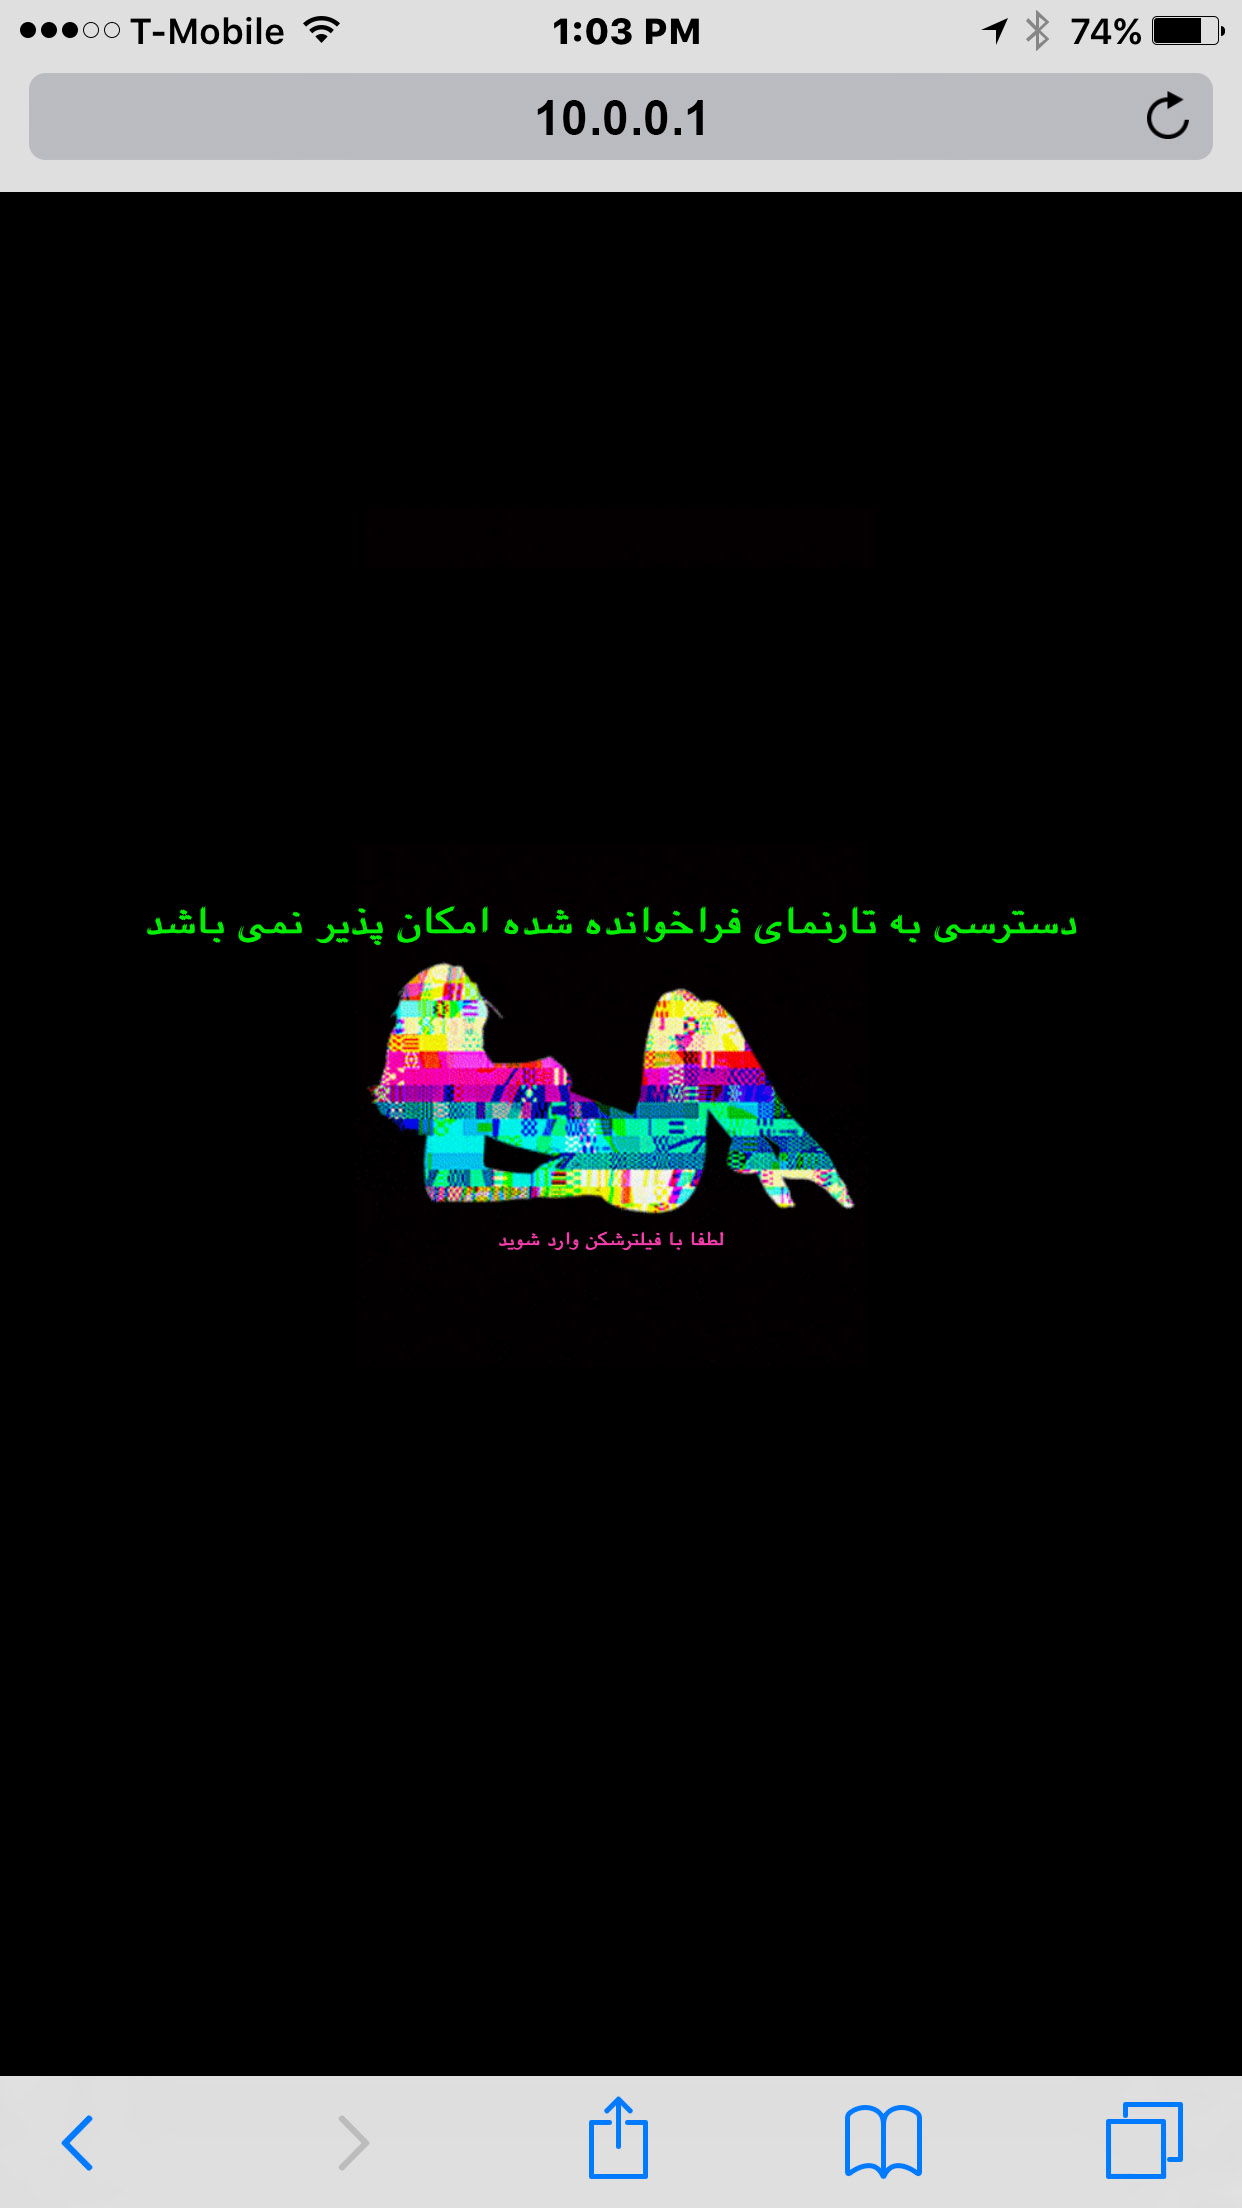 T-Mobile 1:03 PM 74%
10.0.0.1
دسترسی به تارنمای فراخوانده شده امکان پذیر نمی باشد
لطفا با فیلترشکن وارد شوید